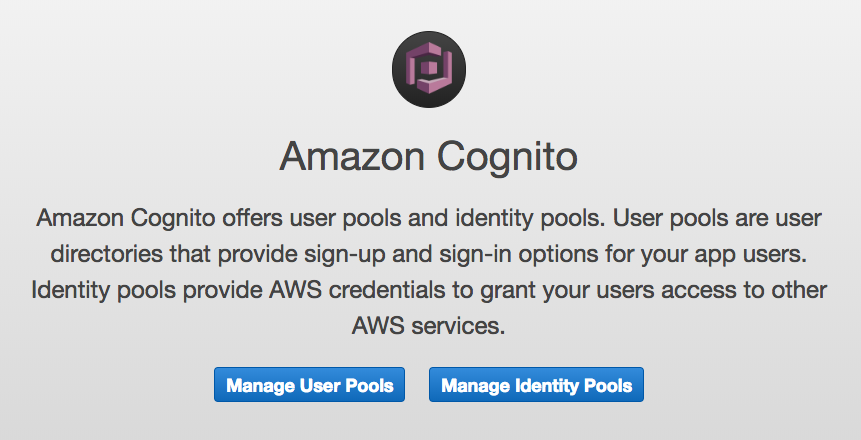 Amazon Cognito
Amazon Cognito offers user pools and identity pools. User pools are user
directories that provide sign-up and sign-in options for your app users.
Identity pools provide AWS credentials to grant your users access to other
AWS services.
Manage User Pools
Manage Identity Pools